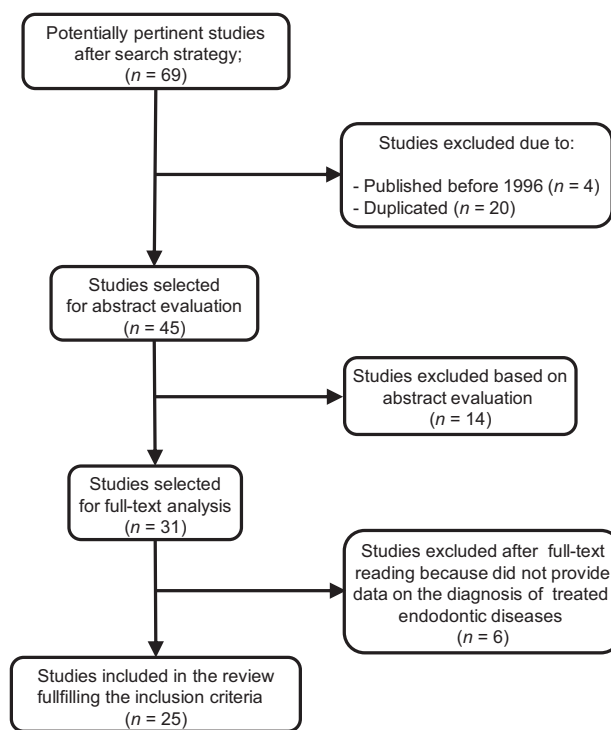 Potentially pertinent studies
after search strategy;
(n = 69)
Studies excluded due to:
- Published before 1996 (n = 4)
- Duplicated (n = 20)
Studies selected
for abstract evaluation
(n = 45)
Studies excluded based on
abstract evaluation
(n = 14)
Studies selected
for full-text analysis
(n = 31)
Studies excluded after full-text
reading because did not provide
data on the diagnosis of treated
endodontic diseases
(n = 6)
Studies included in the review
fullfilling the inclusion criteria
(n = 25)